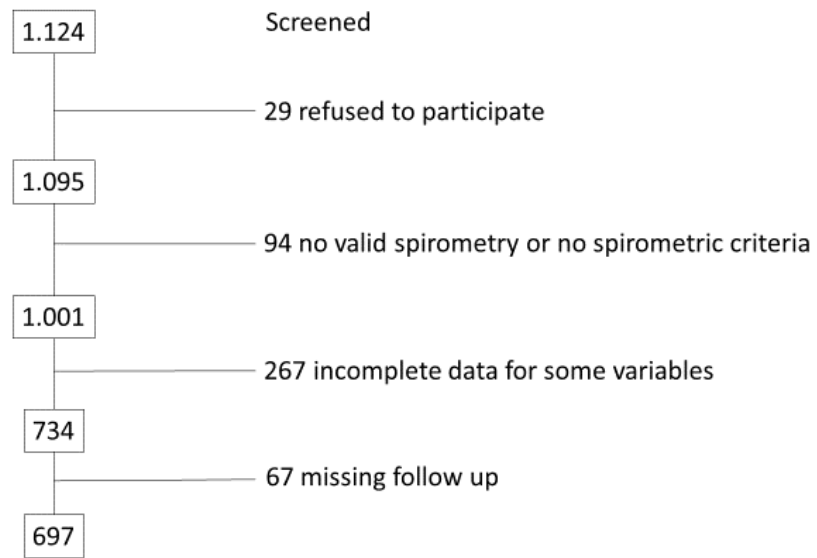 1.124
Screened
29 refused to participate
1.095
94 no valid spirometry or no spirometric criteria
1.001
267 incomplete data for some variables
734
67 missing follow up
697